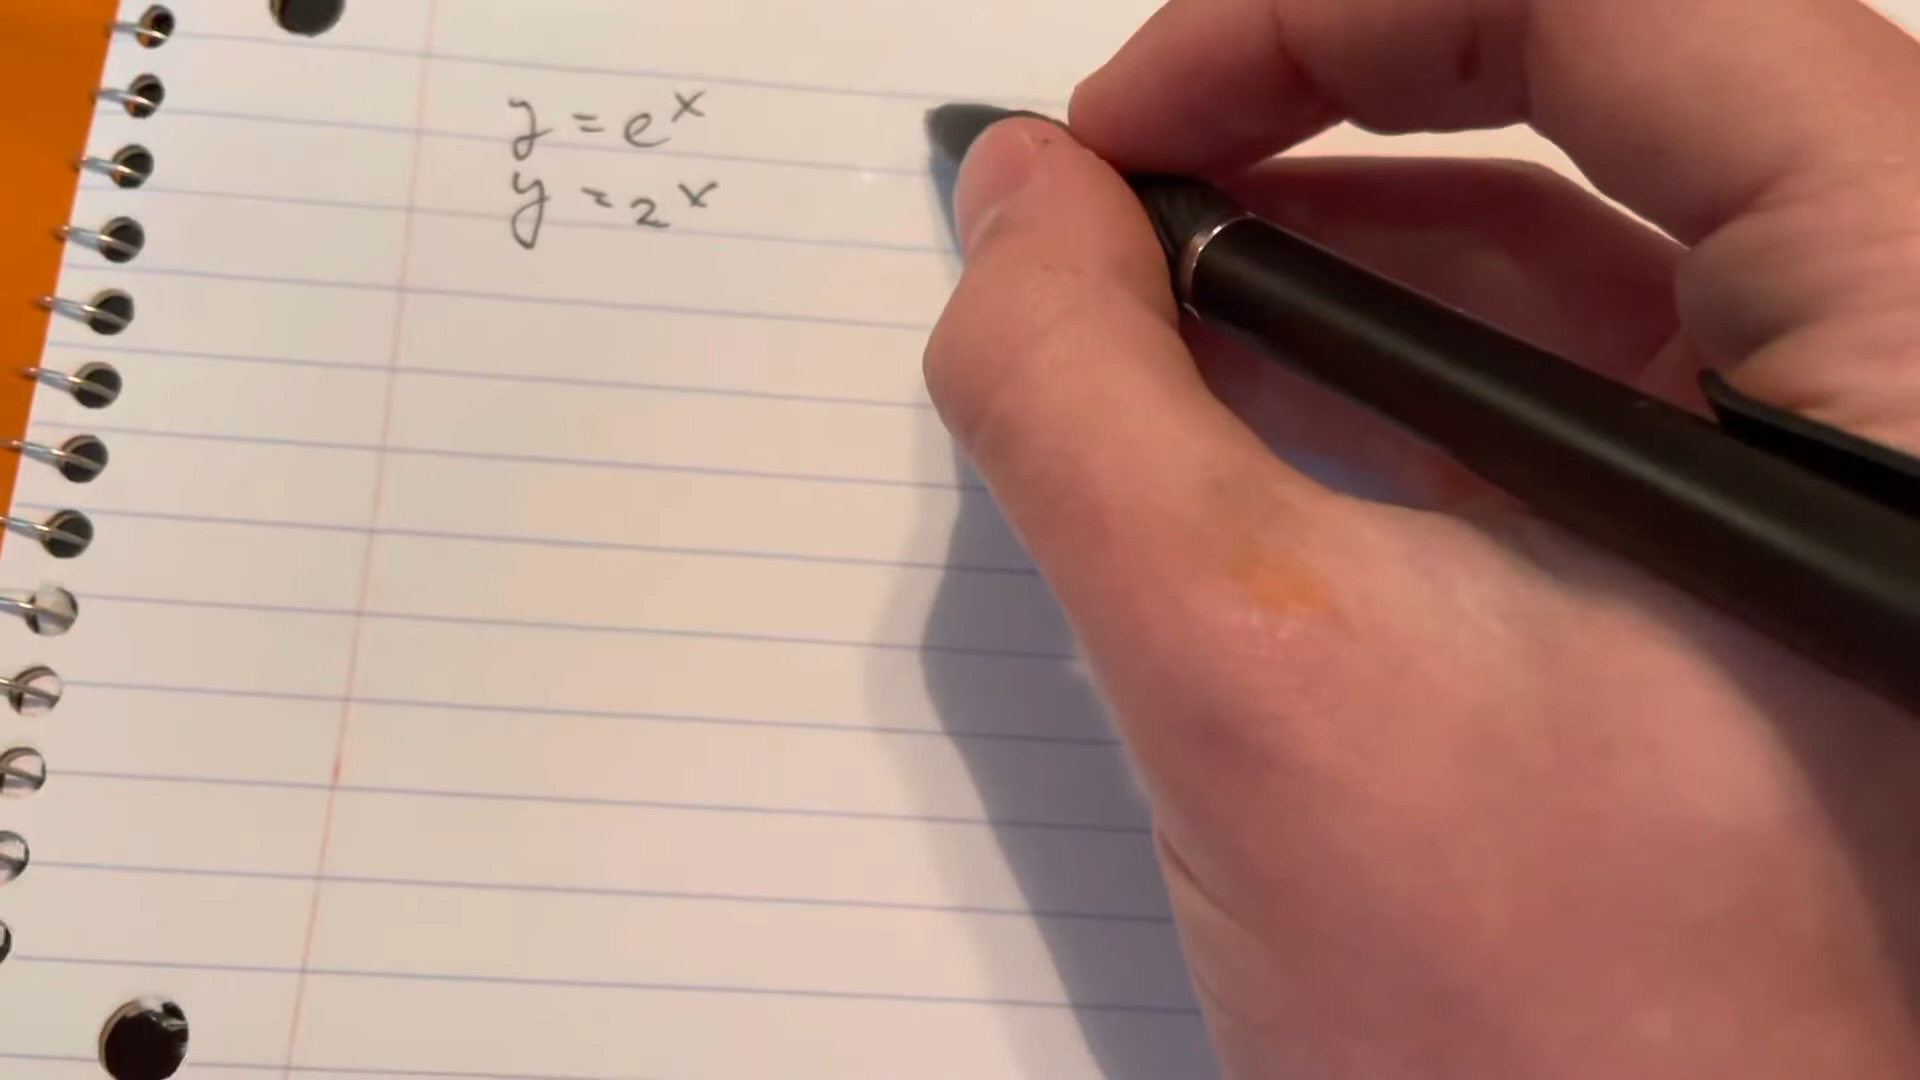 y = e^x
y = 2^x